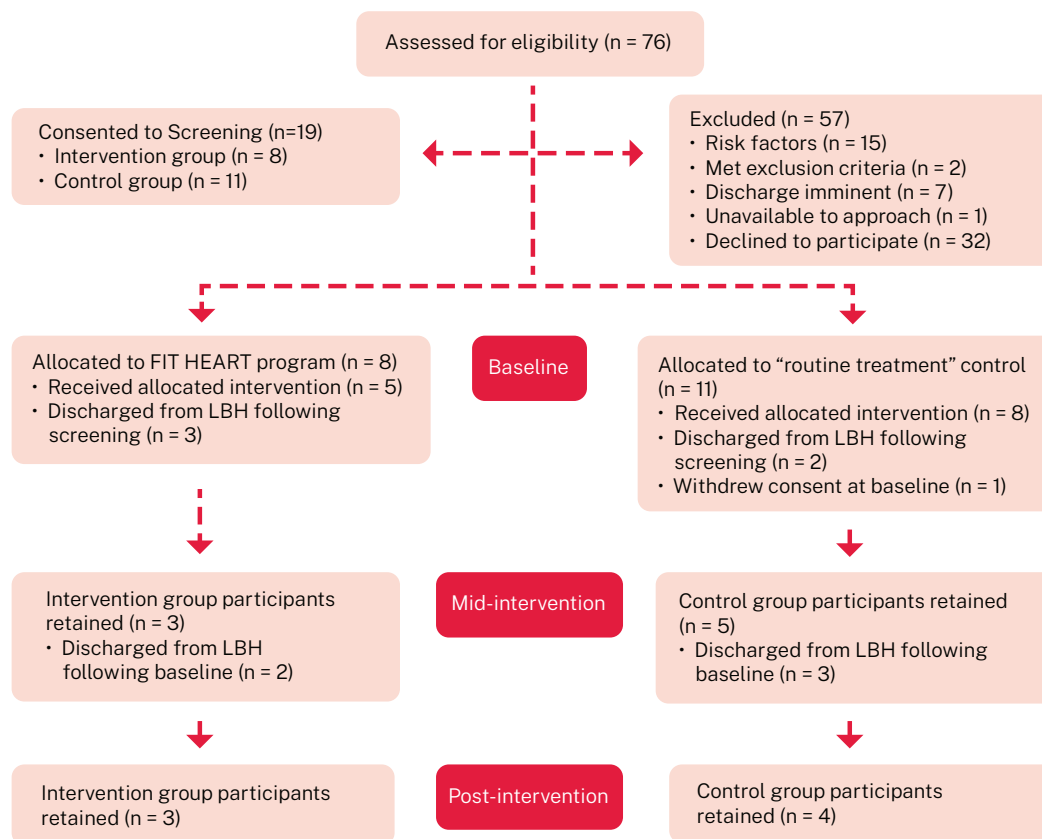 Assessed for eligibility (n = 76)
Consented to Screening (n=19)
• Intervention group (n = 8)
• Control group (n = 11)
Excluded (n = 57)
• Risk factors (n = 15)
• Met exclusion criteria (n = 2)
• Discharge imminent (n = 7)
• Unavailable to approach (n = 1)
• Declined to participate (n = 32)
Allocated to FIT HEART program (n = 8)
• Received allocated intervention (n = 5)
• Discharged from LBH following
screening (n = 3)
Baseline
Allocated to “routine treatment” control
(n = 11)
• Received allocated intervention (n = 8)
• Discharged from LBH following
screening (n = 2)
• Withdrew consent at baseline (n = 1)
Intervention group participants
retained (n = 3)
• Discharged from LBH
following baseline (n = 2)
Mid-intervention
Control group participants retained
(n = 5)
• Discharged from LBH following
baseline (n = 3)
Intervention group participants
retained (n = 3)
Post-intervention
Control group participants
retained (n = 4)